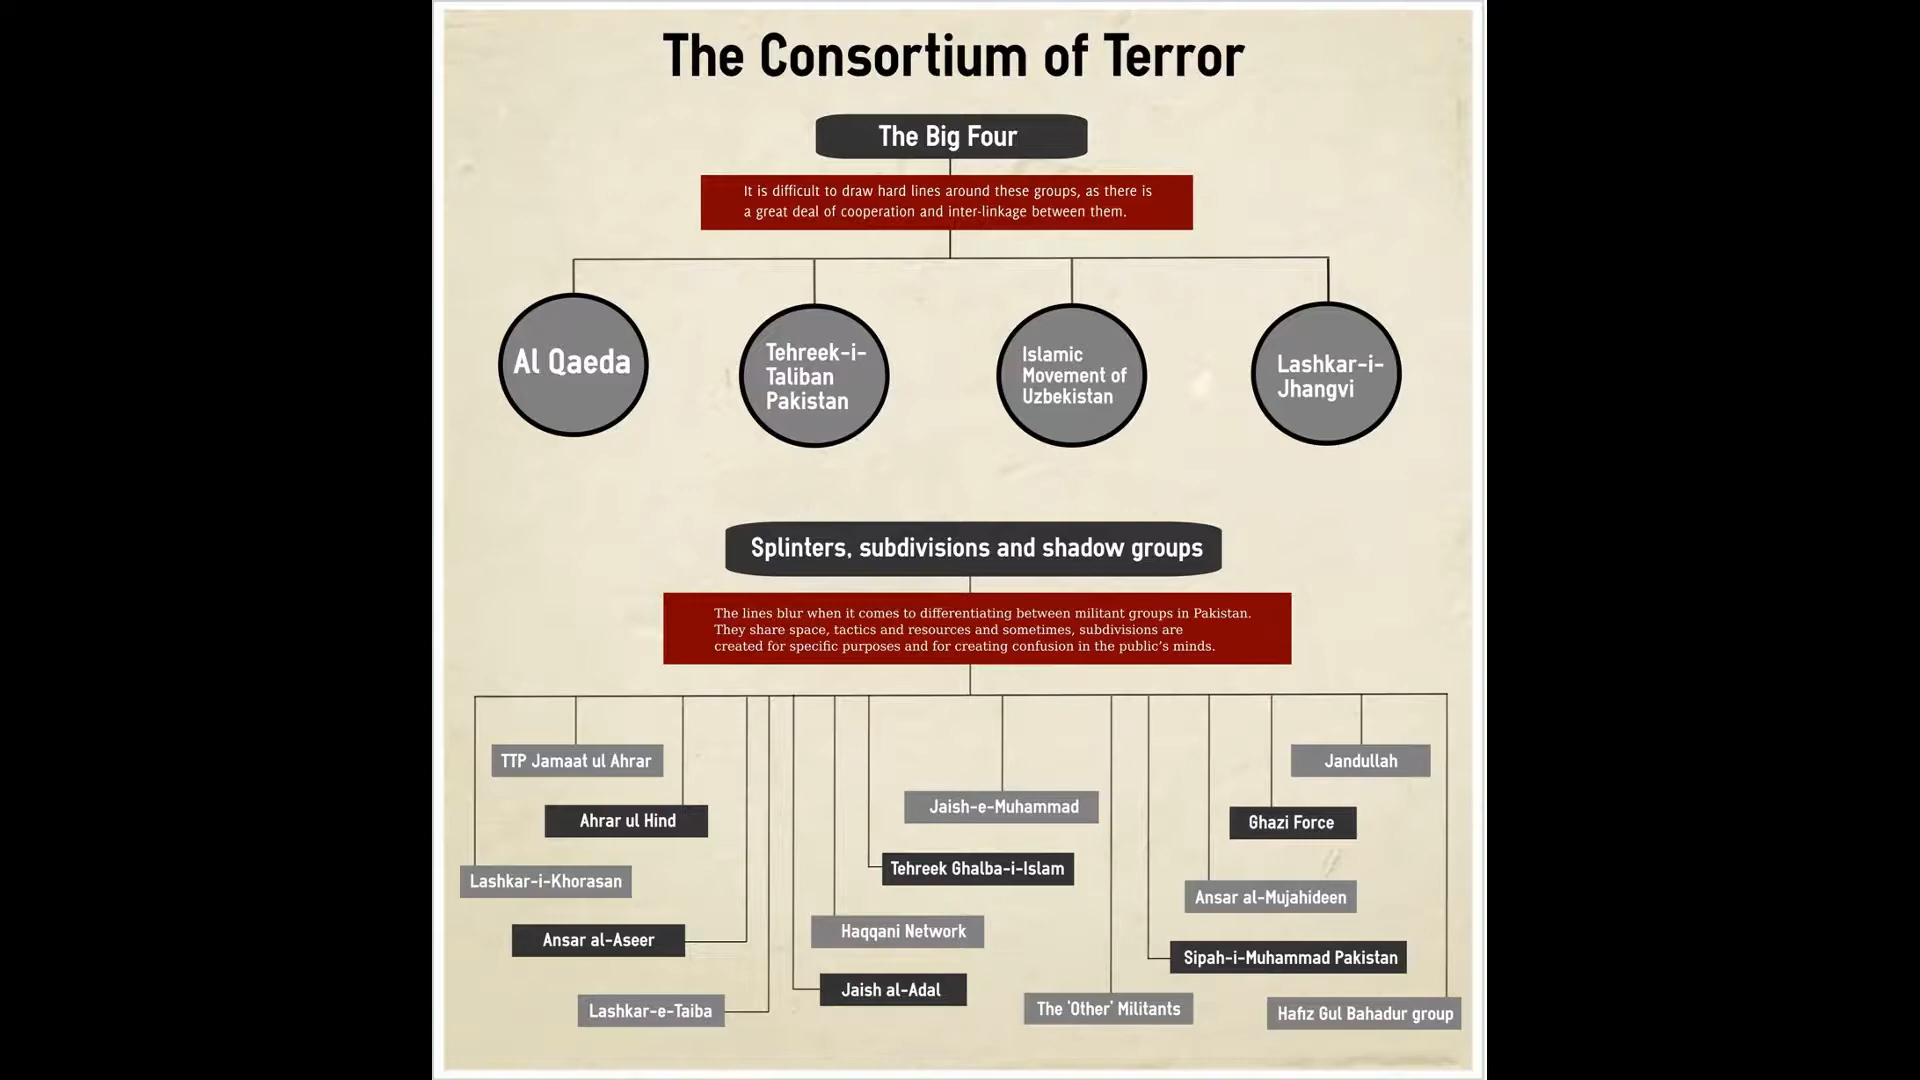 The Consortium of Terror
The Big Four
It is difficult to draw hard lines around these groups, as there is
a great deal of cooperation and inter-linkage between them.
Al Qaeda
Tehreek-i-
Taliban
Pakistan
Islamic
Movement of
Uzbekistan
Lashkar-i-
Jhangvi
Splinters, subdivisions and shadow groups
The lines blur when it comes to differentiating between militant groups in Pakistan.
They share space, tactics and resources and sometimes, subdivisions are
created for specific purposes and for creating confusion in the public's minds.
TTP Jamaat ul Ahrar
Jandullah
Jaish-e-Muhammad
Ahrar ul Hind
Ghazi Force
Tehreek Ghalba-i-Islam
Lashkar-i-Khorasan
Ansar al-Mujahideen
Haqqani Network
Ansar al-Aseer
Sipah-i-Muhammad Pakistan
Jaish al-Adal
Lashkar-e-Taiba
The 'Other' Militants
Hafiz Gul Bahadur group